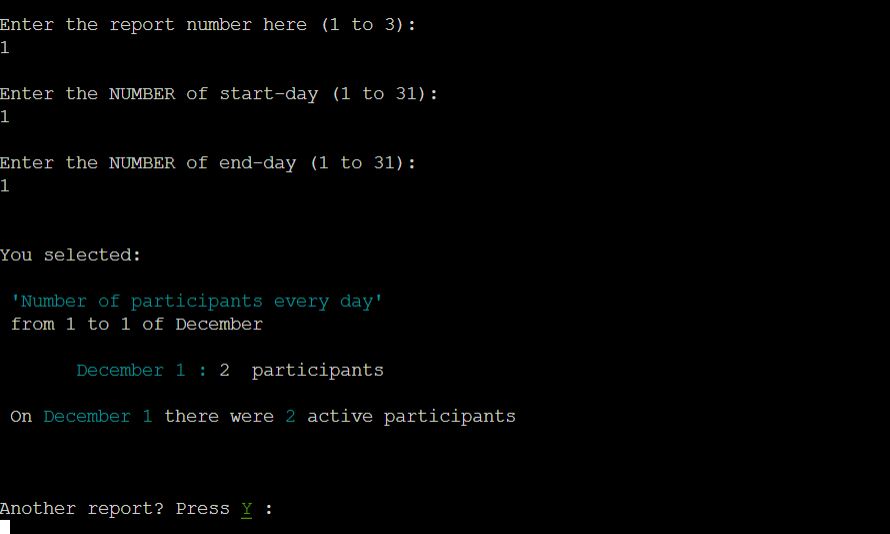 Enter the report number here (1 to 3):
1
Enter the NUMBER of start-day (1 to 31):
1
Enter the NUMBER of end-day (1 to 31):
1
You selected:
'Number of participants every day'
from 1 to 1 of December
December 1 : 2 participants
On December 1 there were 2 active participants
Another report? Press Y :